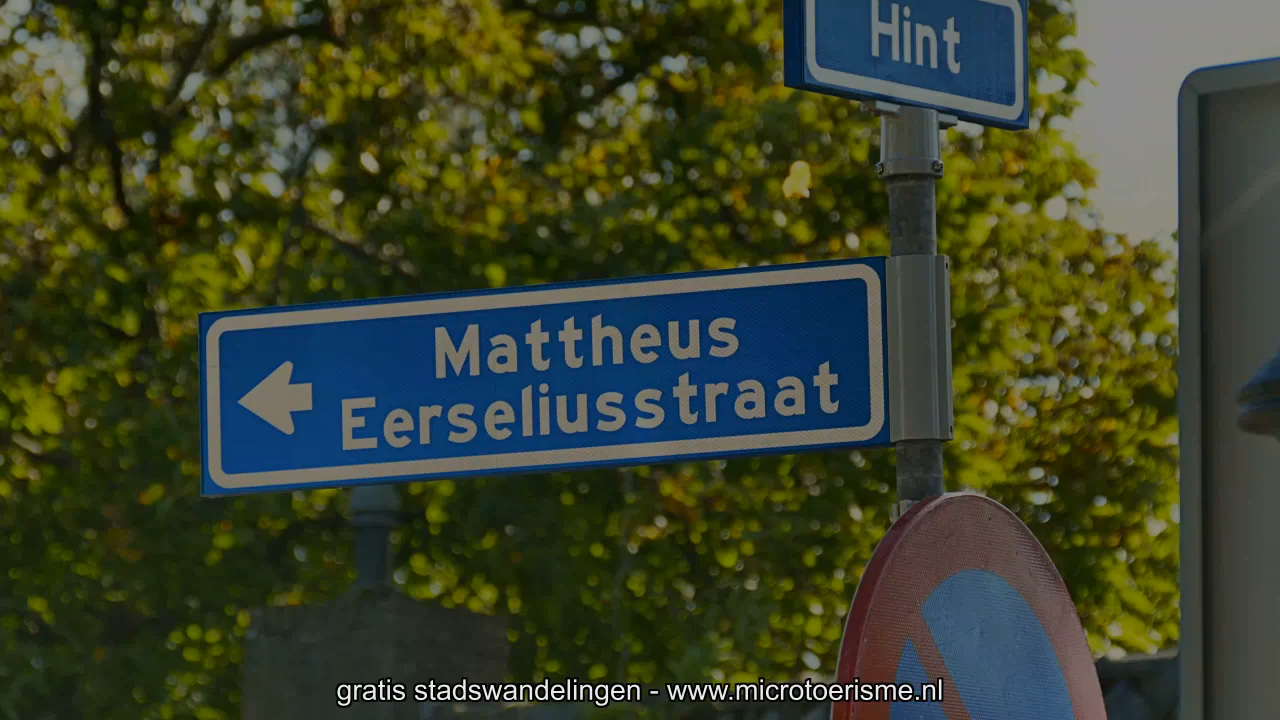 Hint
Mattheus
Eerseliusstraat
gratis stadswandelingen - www.microtoerisme.nl